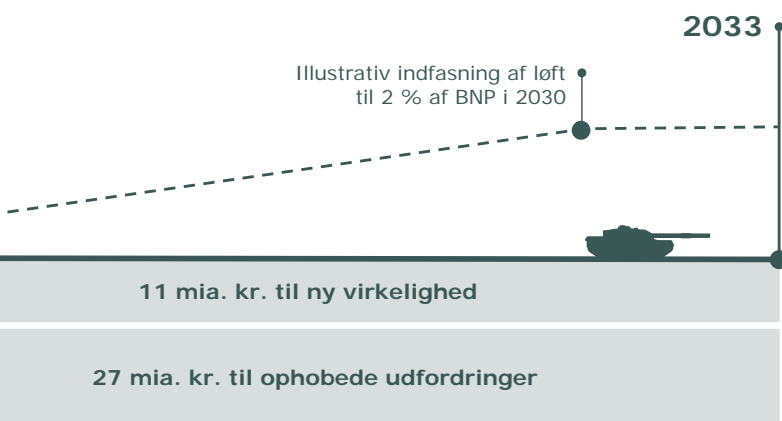 2033
Illustrativ indfasning af løft
til 2 % af BNP i 2030
11 mia. kr. til ny virkelighed
27 mia. kr. til ophobede udfordringer